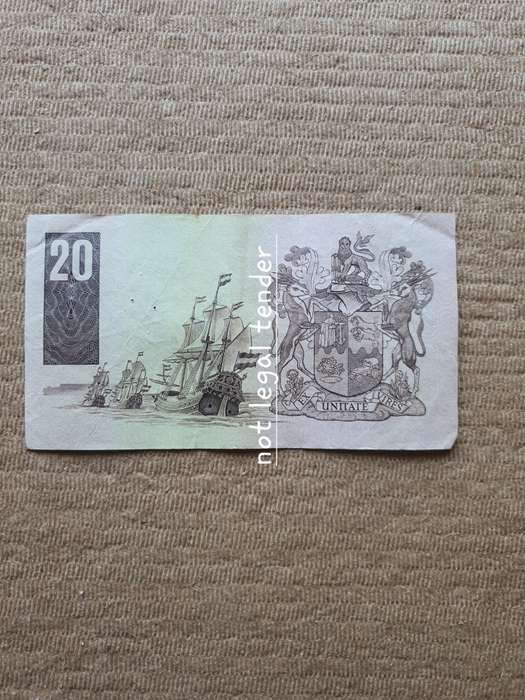 20
not legal tender
EX UNITATE VIRES